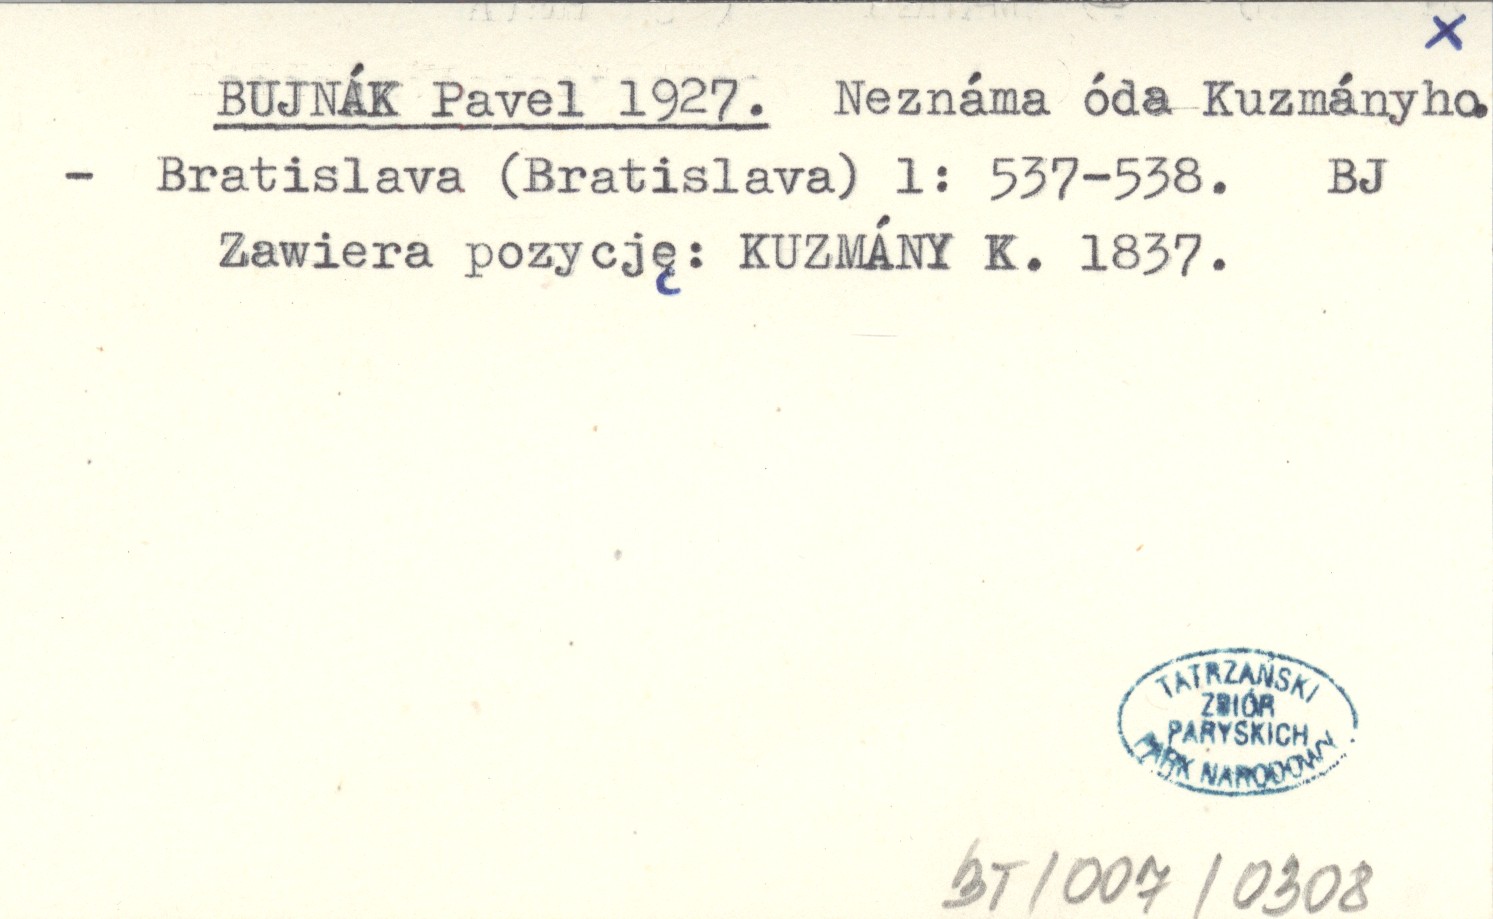 x
BUJNÁK Pavel 1927. Neznáma óda Kuzmányho.
- Bratislava (Bratislava) 1: 537-538. BJ
Zawiera pozycję: KUZMÁNY K. 1837.
TATRZAŃSKI
ZBIÓR
PARYSKICH
PARK NARODOWY
BT/007/0308